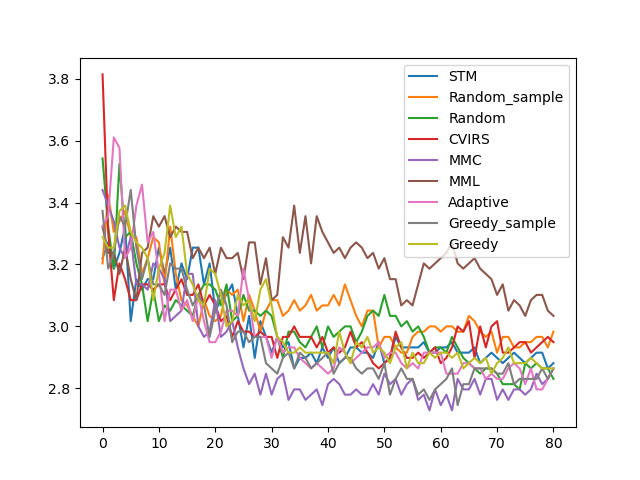 3.8
3.6
3.4
3.2
3.0
2.8
0 10 20 30 40 50 60 70 80
STM
Random_sample
Random
CVIRS
MMC
MML
Adaptive
Greedy_sample
Greedy